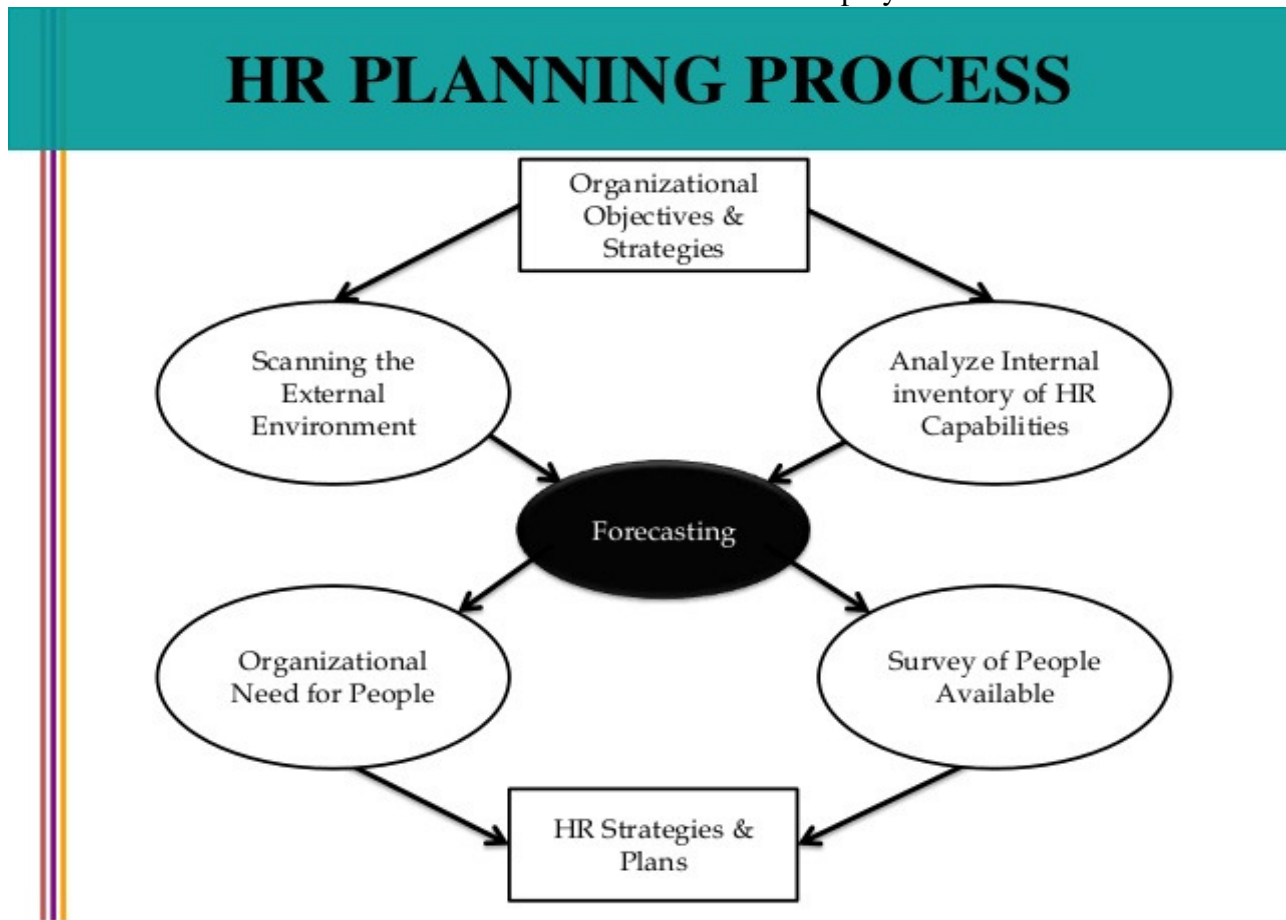 HR PLANNING PROCESS
Organizational
Objectives &
Strategies
Scanning the
External
Environment
Analyze Internal
inventory of HR
Capabilities
Forecasting
Organizational
Need for People
Survey of People
Available
HR Strategies &
Plans